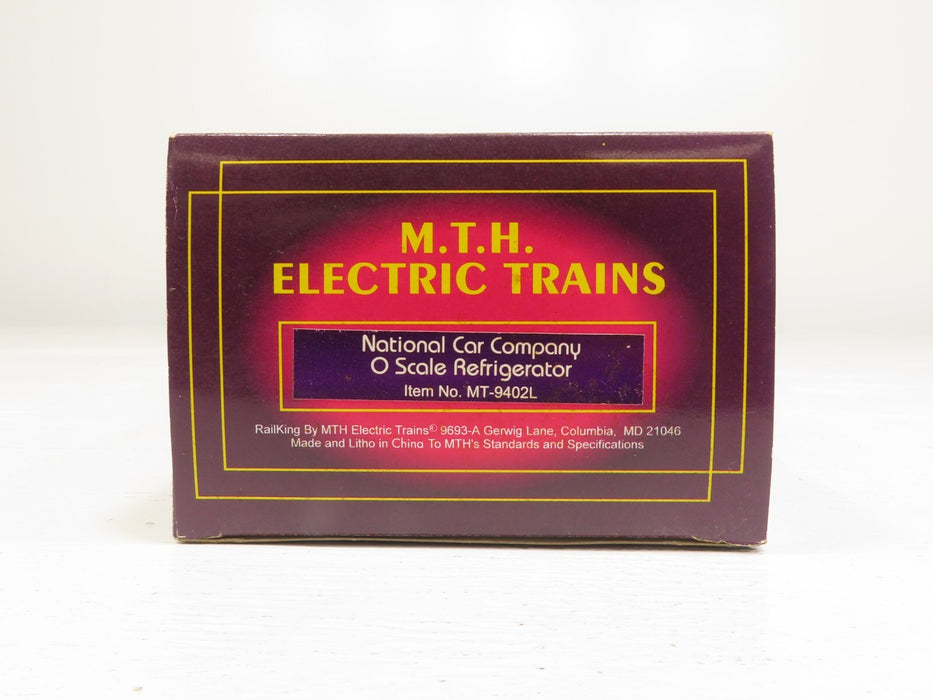 M.T.H.
ELECTRIC TRAINS
National Car Company
O Scale Refrigerator
Item No. MT-9402L
RailKing By MTH Electric Trains® 9693-A Gerwig Lane, Columbia, MD 21046
Made and Litho in China To MTH's Standards and Specifications